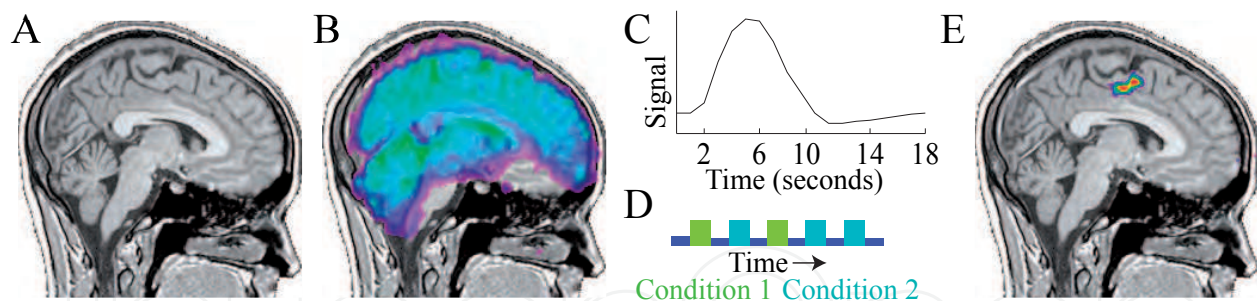 A
B
C
Signal
2 6 10 14 18
Time (seconds)
D
Time
Condition 1 Condition 2
E